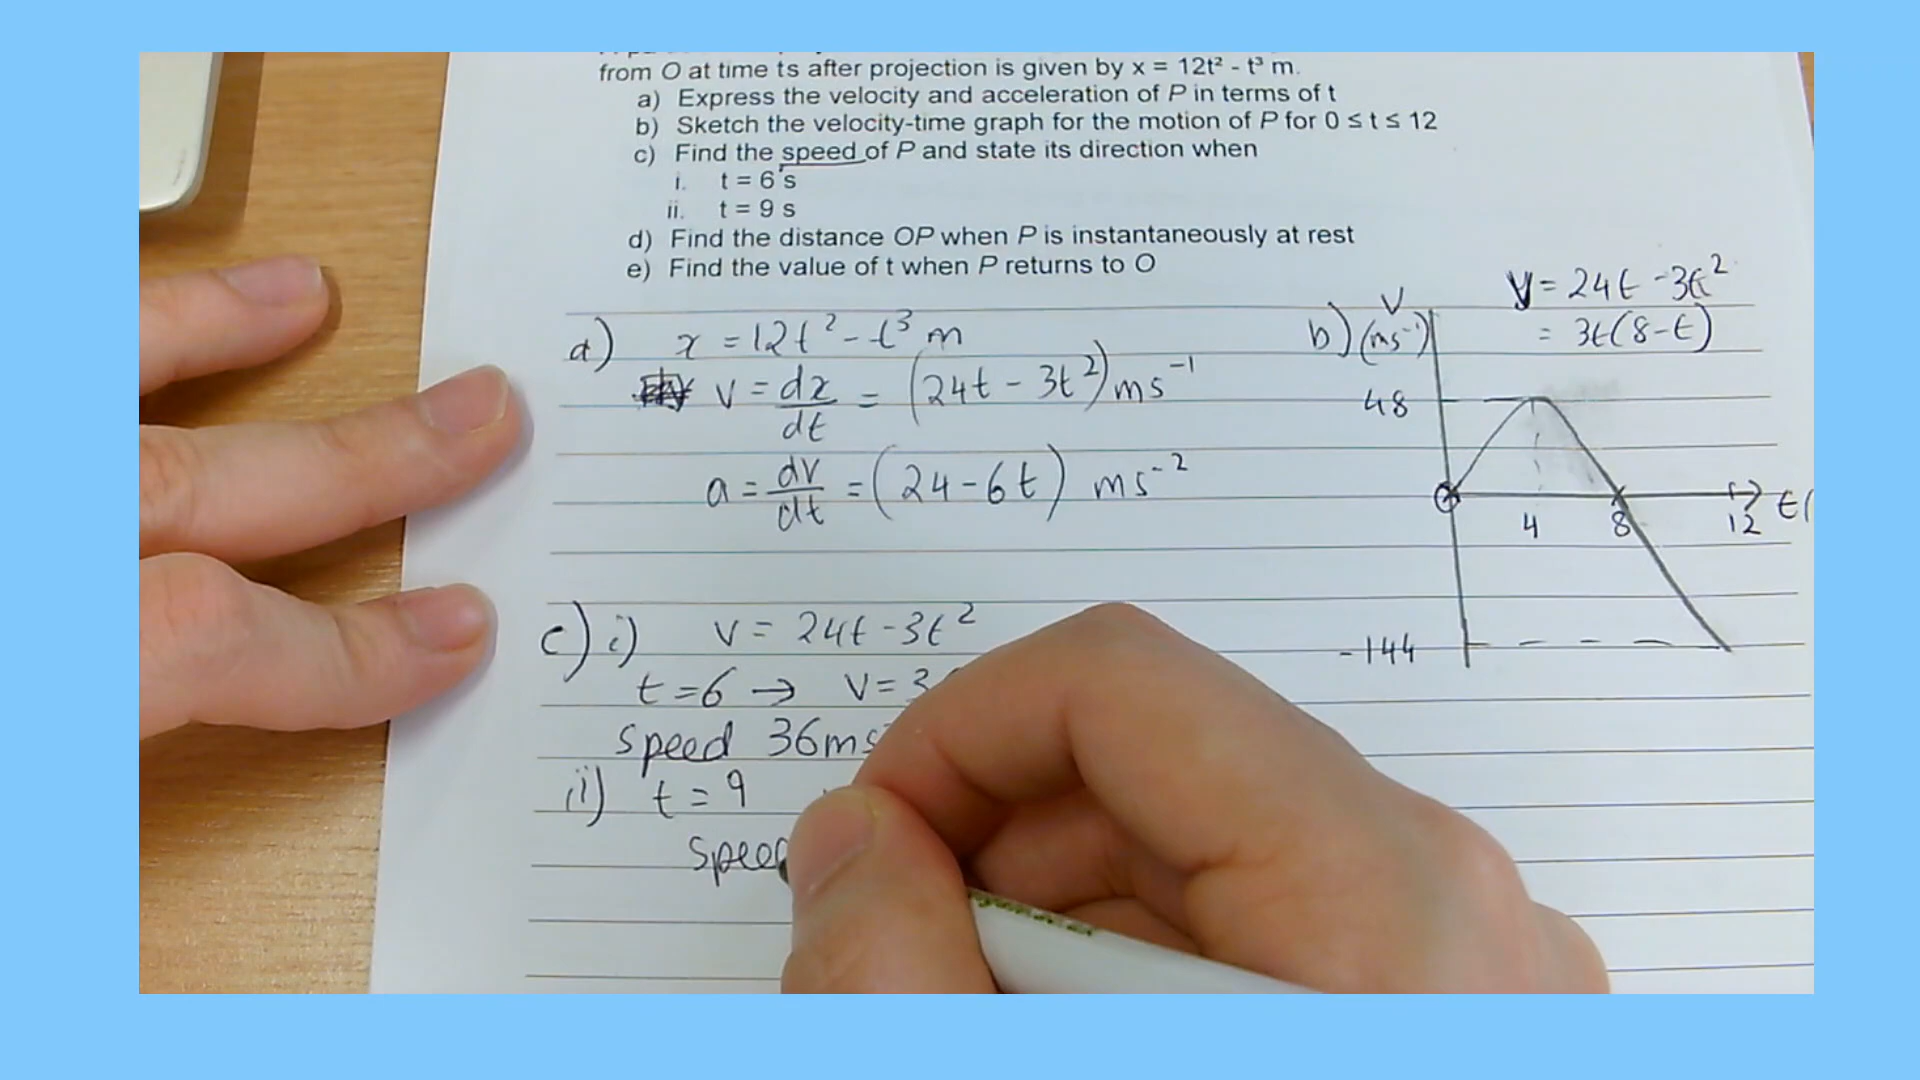 from O at time ts after projection is given by x = 12t² - t³ m.
a) Express the velocity and acceleration of P in terms of t
b) Sketch the velocity-time graph for the motion of P for 0 ≤ t ≤ 12
c) Find the speed of P and state its direction when
i. t = 6 s
ii. t = 9 s
d) Find the distance OP when P is instantaneously at rest
e) Find the value of t when P returns to O
a) x = 12t² - t³ m
v = dx/dt = (24t - 3t²) ms⁻¹
a = dv/dt = (24 - 6t) ms⁻²
b) v (ms⁻¹)
v = 24t - 3t²
= 3t(8-t)
48
4 8 12 t(
-144
c) i) v = 24t - 3t²
t = 6 → v = 3
speed 36ms
ii) t = 9
speed